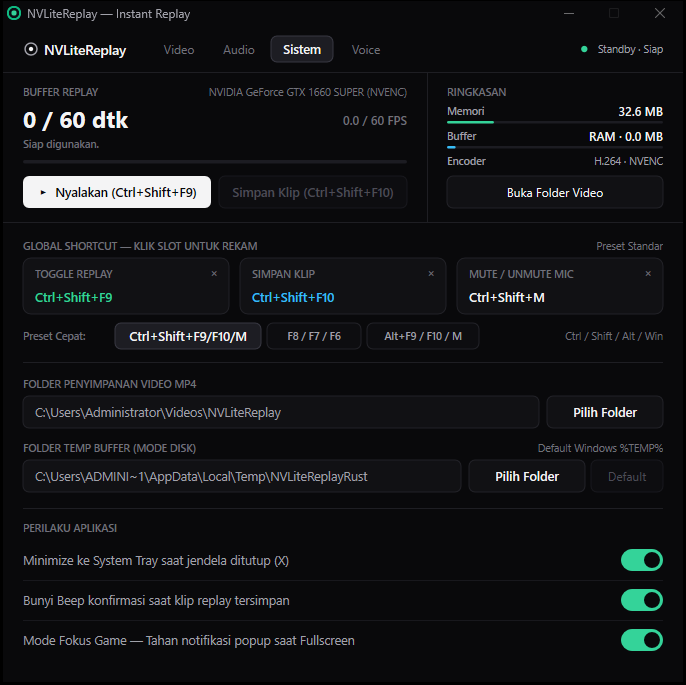 NVLiteReplay — Instant Replay
NVLiteReplay Video Audio Sistem Voice Standby · Siap
BUFFER REPLAY NVIDIA GeForce GTX 1660 SUPER (NVENC)
0 / 60 dtk 0.0 / 60 FPS
Siap digunakan.
Nyalakan (Ctrl+Shift+F9) Simpan Klip (Ctrl+Shift+F10)
RINGKASAN
Memori 32.6 MB
Buffer RAM · 0.0 MB
Encoder H.264 · NVENC
Buka Folder Video
GLOBAL SHORTCUT — KLIK SLOT UNTUK REKAM Preset Standar
TOGGLE REPLAY × SIMPAN KLIP × MUTE / UNMUTE MIC ×
Ctrl+Shift+F9 Ctrl+Shift+F10 Ctrl+Shift+M
Preset Cepat: Ctrl+Shift+F9/F10/M F8 / F7 / F6 Alt+F9 / F10 / M Ctrl / Shift / Alt / Win
FOLDER PENYIMPANAN VIDEO MP4
C:\Users\Administrator\Videos\NVLiteReplay Pilih Folder
FOLDER TEMP BUFFER (MODE DISK) Default Windows %TEMP%
C:\Users\ADMINI~1\AppData\Local\Temp\NVLiteReplayRust Pilih Folder Default
PERILAKU APLIKASI
Minimize ke System Tray saat jendela ditutup (X)
Bunyi Beep konfirmasi saat klip replay tersimpan
Mode Fokus Game — Tahan notifikasi popup saat Fullscreen